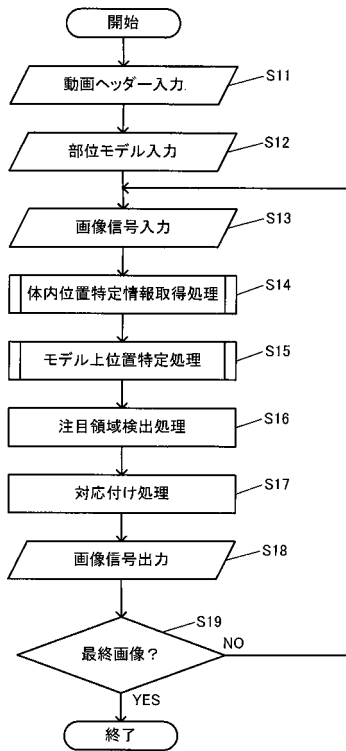 開始
動画ヘッダー入力
S11
部位モデル入力
S12
画像信号入力
S13
体内位置特定情報取得処理
S14
モデル上位置特定処理
S15
注目領域検出処理
S16
対応付け処理
S17
画像信号出力
S18
最終画像？
S19
NO
YES
終了